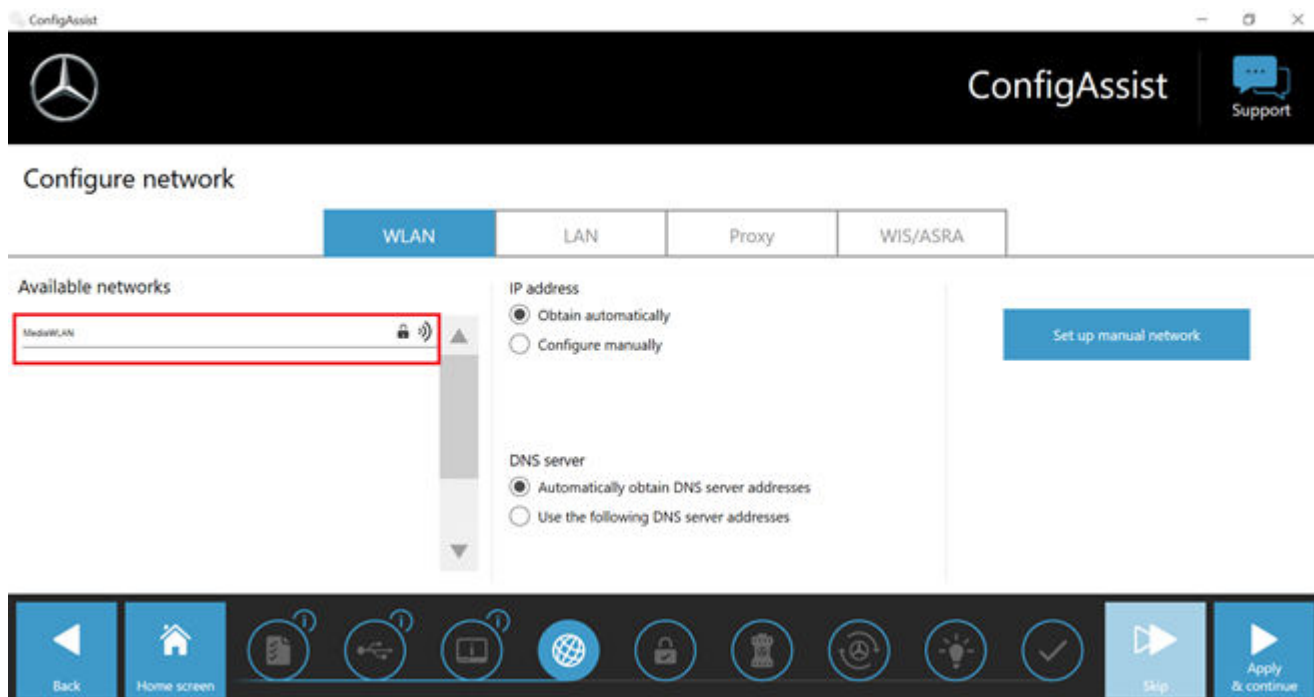 ConfigAssist
ConfigAssist
Support
Configure network
WLAN
LAN
Proxy
WIS/ASRA
Available networks
MediaWLAN
IP address
Obtain automatically
Configure manually
DNS server
Automatically obtain DNS server addresses
Use the following DNS server addresses
Set up manual network
Back
Home screen
Skip
Apply
& continue